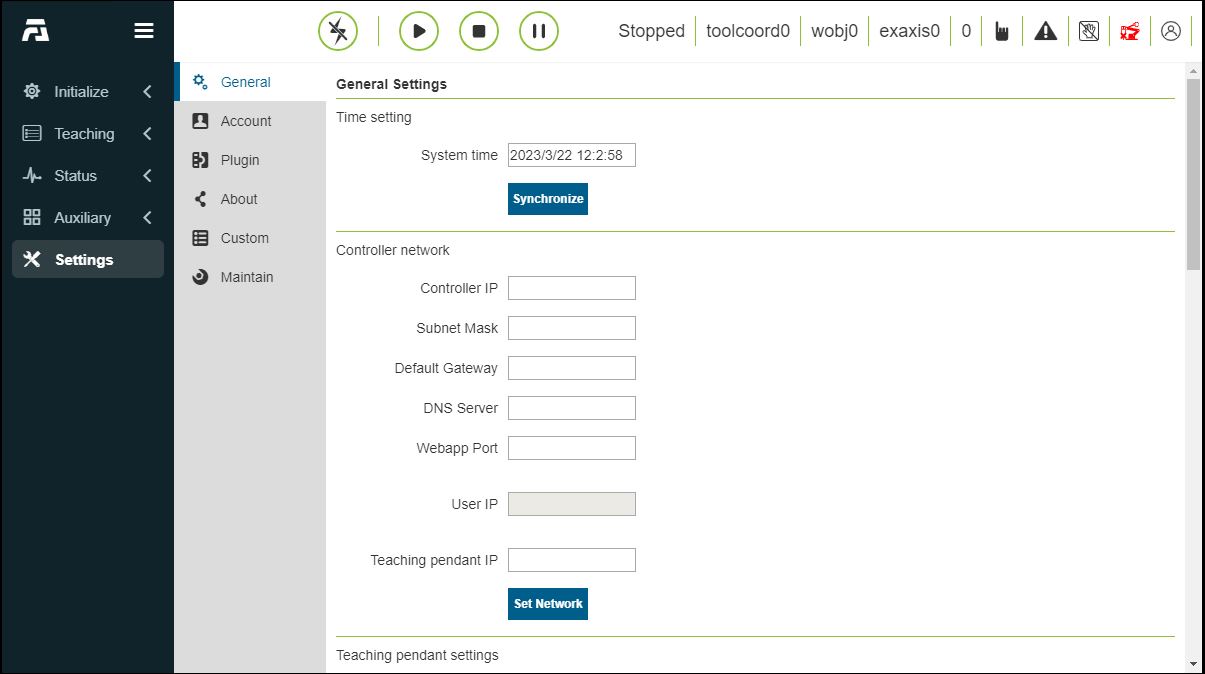 Stopped toolcoord0 wobj0 exaxis0 0
Initialize
Teaching
Status
Auxiliary
Settings
General
Account
Plugin
About
Custom
Maintain
General Settings
Time setting
System time 2023/3/22 12:2:58
Synchronize
Controller network
Controller IP
Subnet Mask
Default Gateway
DNS Server
Webapp Port
User IP
Teaching pendant IP
Set Network
Teaching pendant settings